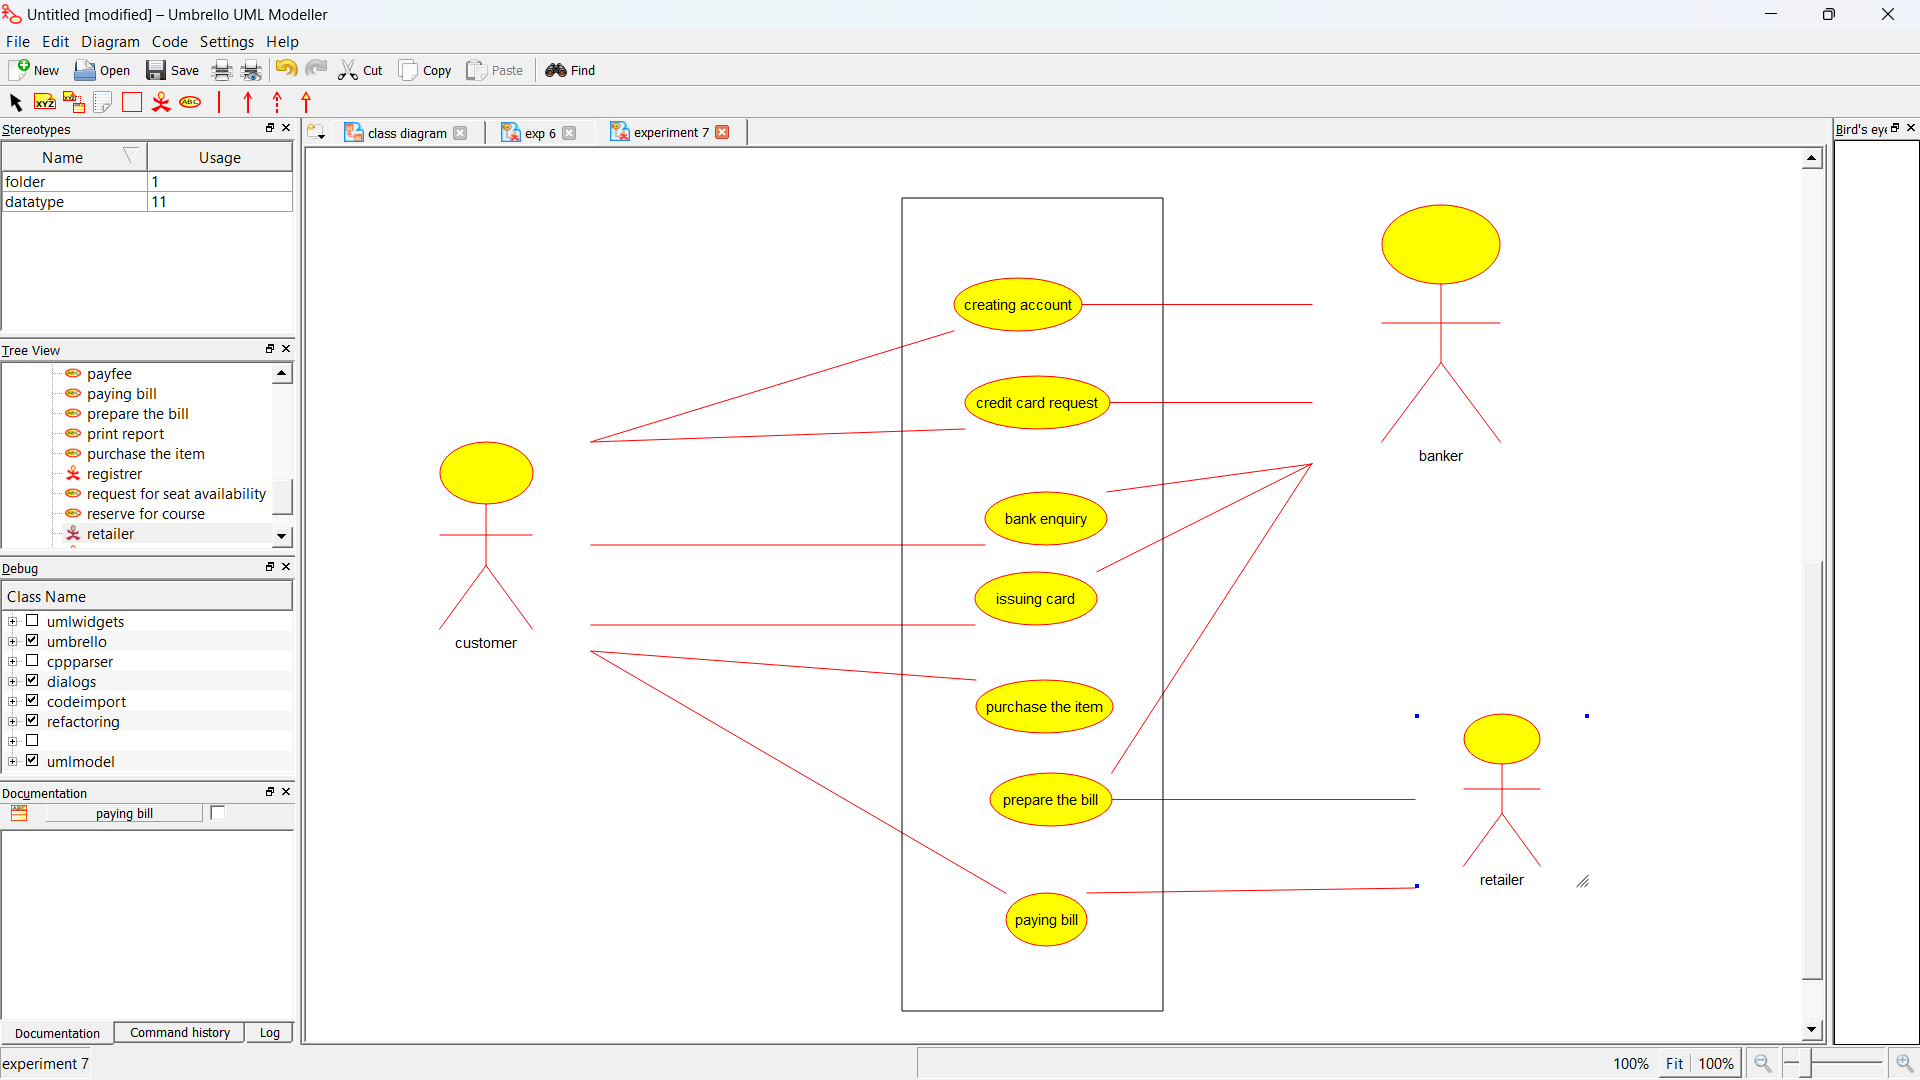 Untitled [modified] – Umbrello UML Modeller
File Edit Diagram Code Settings Help
New Open Save Cut Copy Paste Find
XYZ XYZ ABC
Stereotypes
Name Usage
folder 1
datatype 11
Tree View
payfee
paying bill
prepare the bill
print report
purchase the item
registrer
request for seat availability
reserve for course
retailer
Debug
Class Name
umlwidgets
umbrello
cppparser
dialogs
codeimport
refactoring
umlmodel
Documentation
paying bill
Documentation Command history Log
experiment 7
class diagram exp 6 experiment 7
creating account
credit card request
bank enquiry
issuing card
purchase the item
prepare the bill
paying bill
customer
banker
retailer
Bird's eye
100% Fit 100%